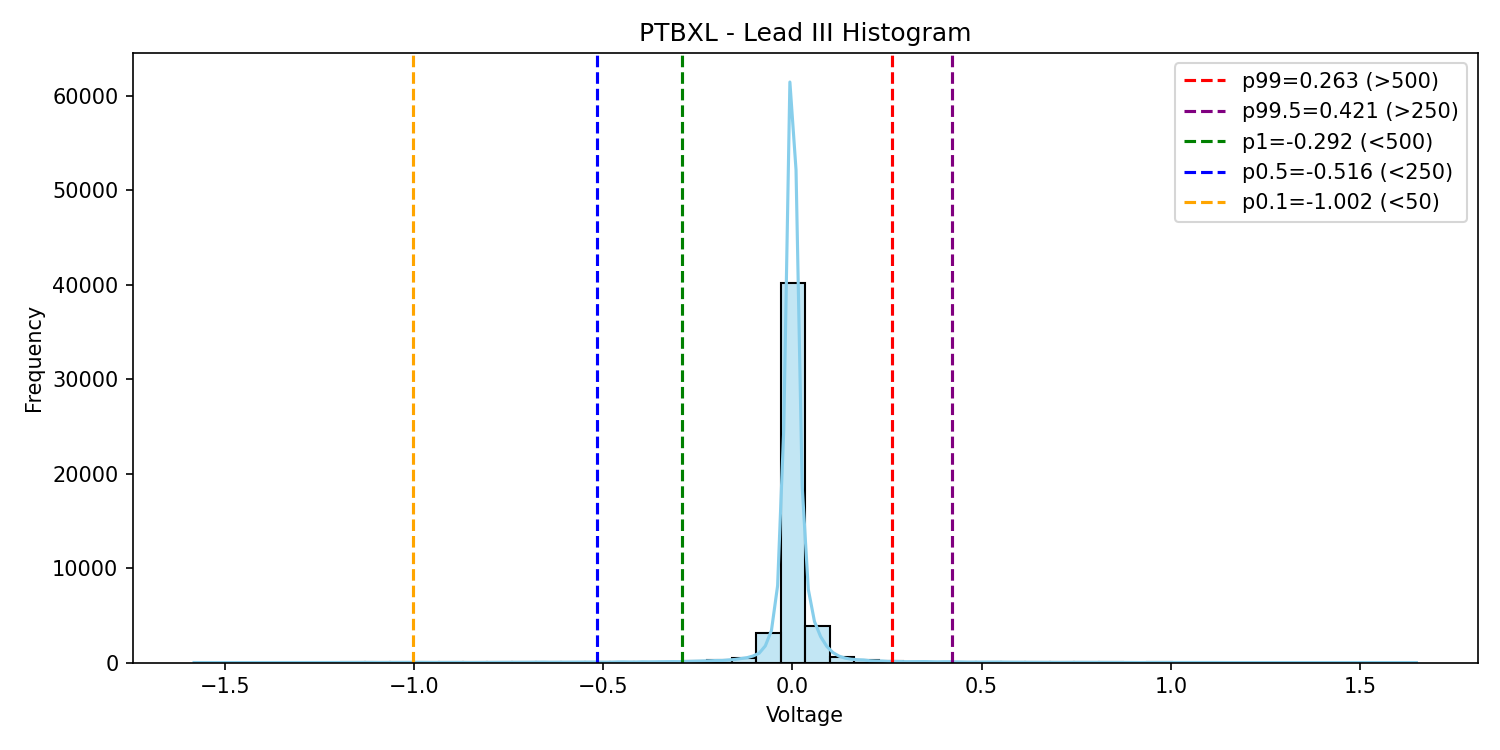 PTBXL - Lead III Histogram
p99=0.263 (>500)
p99.5=0.421 (>250)
p1=-0.292 (<500)
p0.5=-0.516 (<250)
p0.1=-1.002 (<50)
60000
50000
40000
30000
20000
10000
0
Frequency
−1.5 −1.0 −0.5 0.0 0.5 1.0 1.5
Voltage